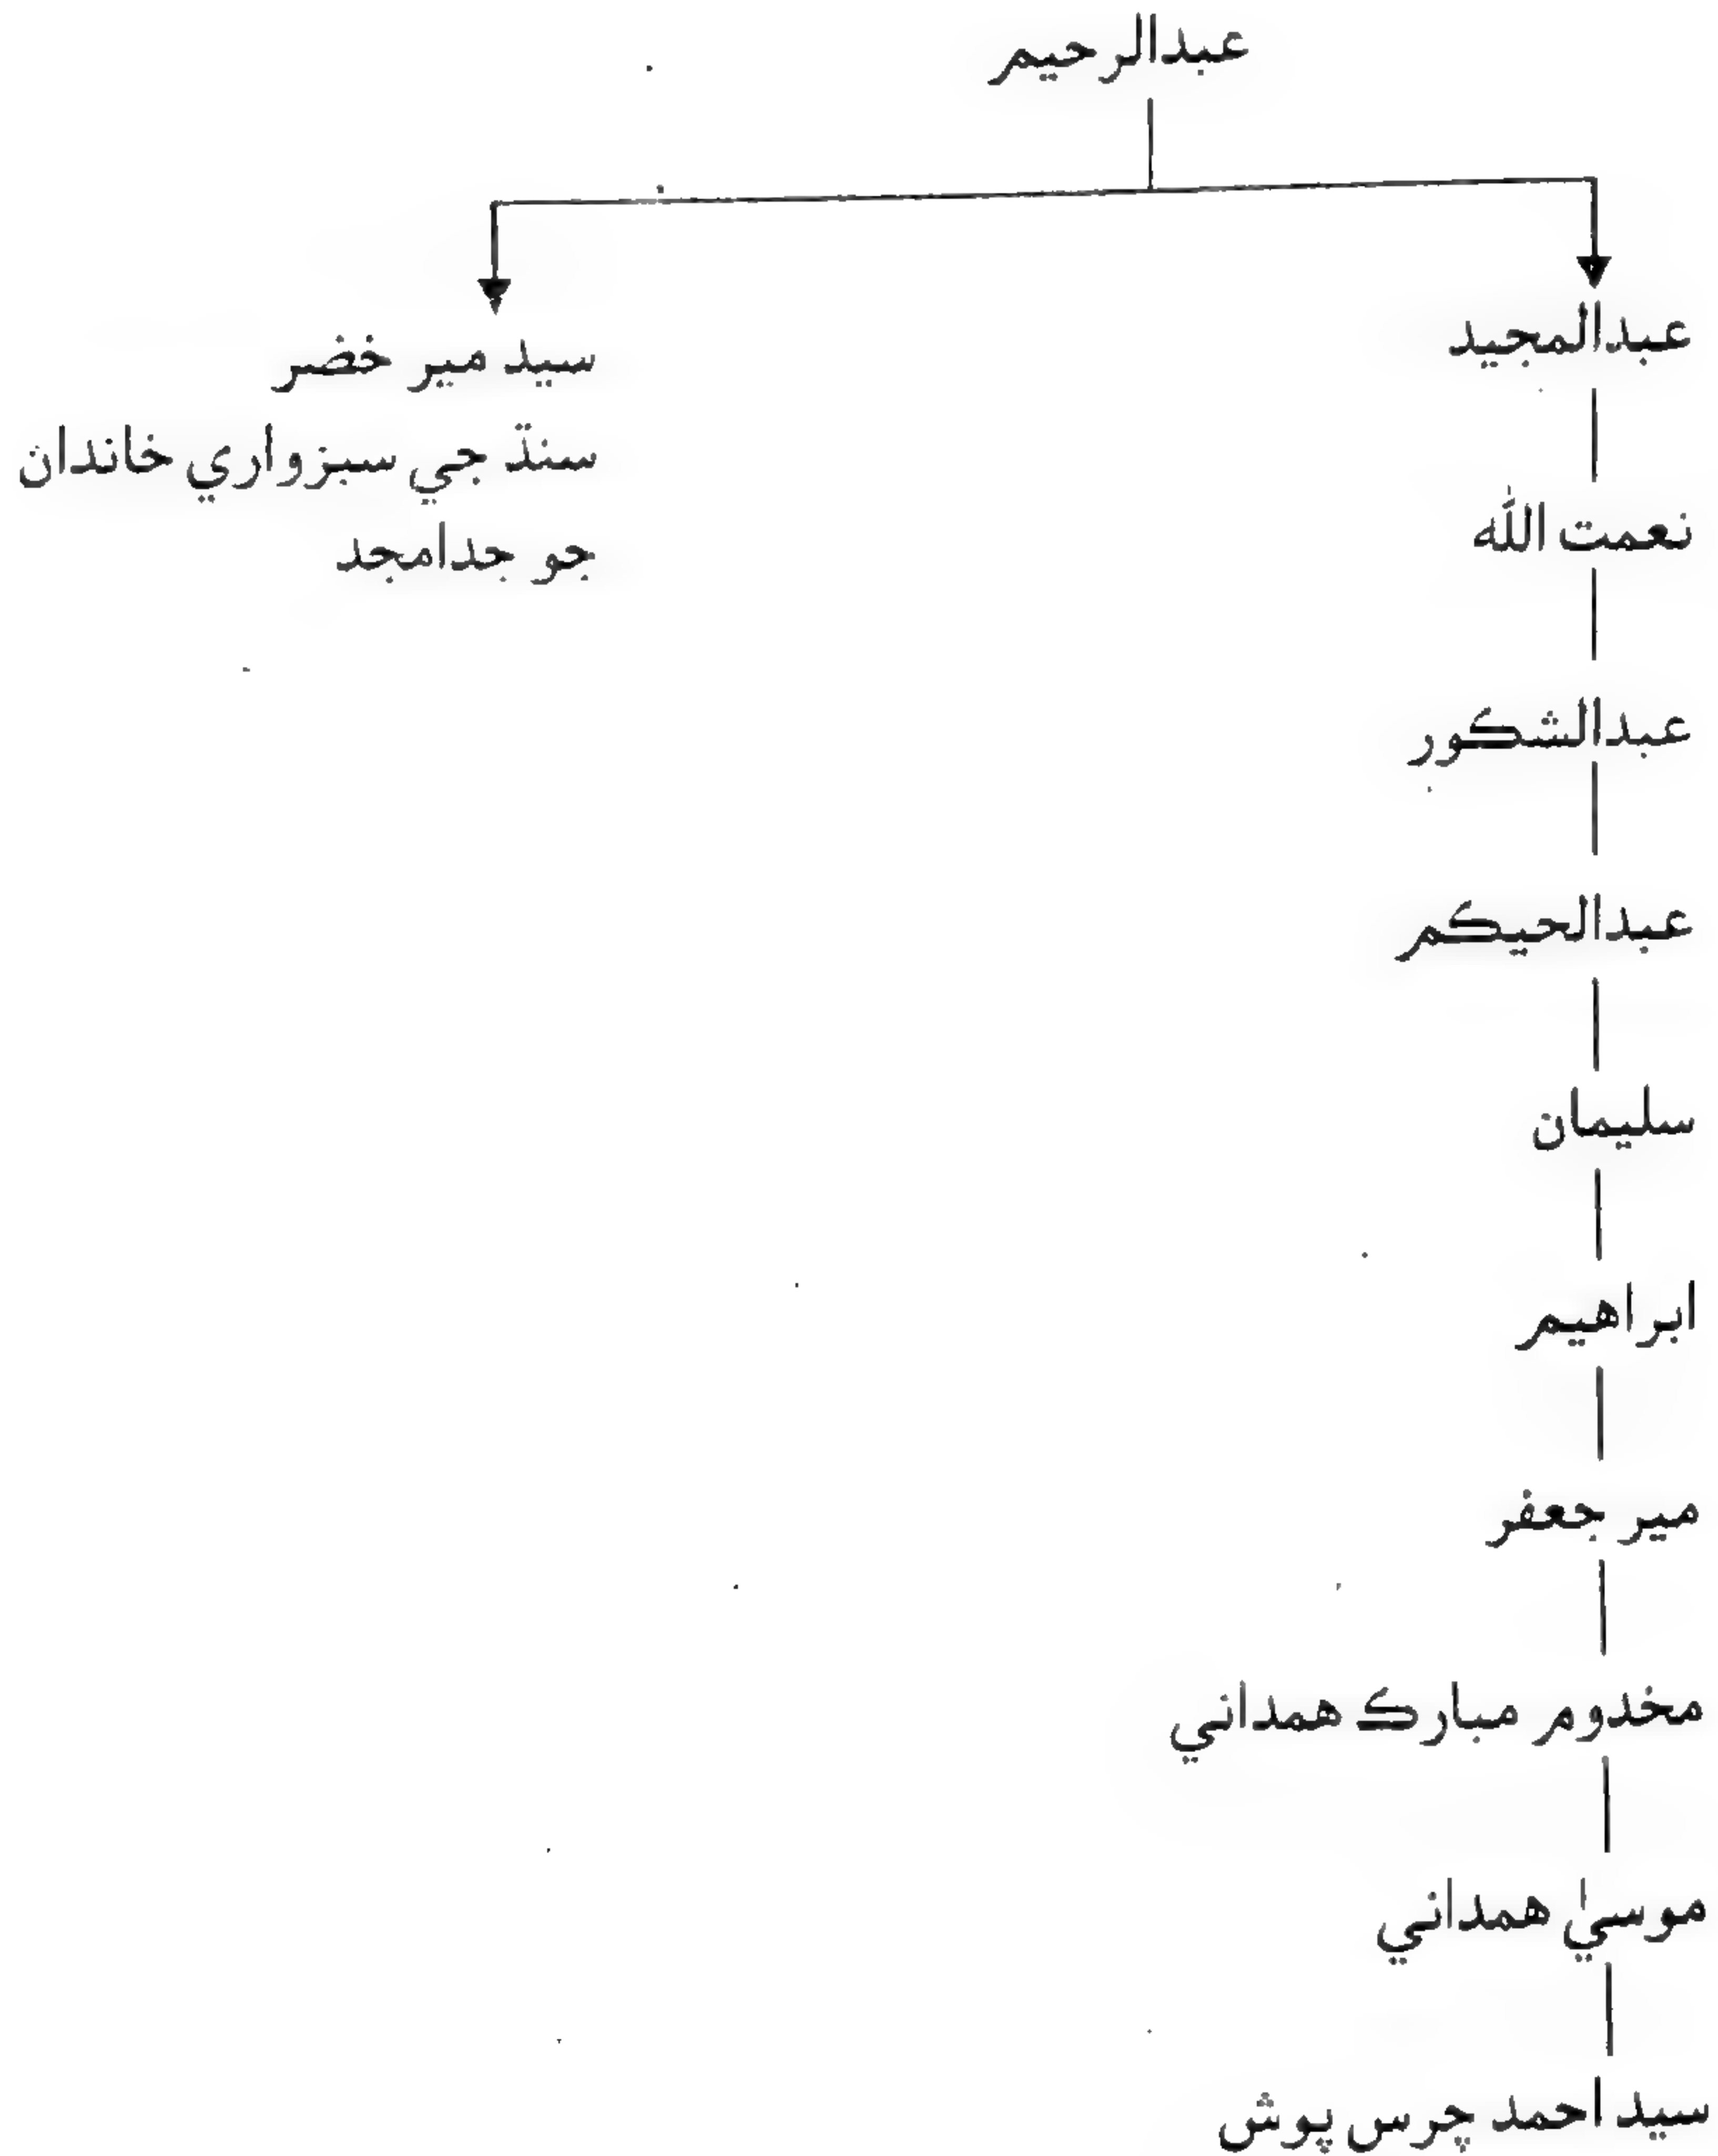 عبدالرحيم
عبدالمجيد
نعمت الله
عبدالشڪور
عبدالحيڪم
سليمان
ابراهيم
مير جعفر
مخدوم مبارڪ همداني
موسيٰ همداني
سيد احمد چرس پوش
سيد مير خضر
سنڌ جي سبزواري خاندان
جو جدامجد